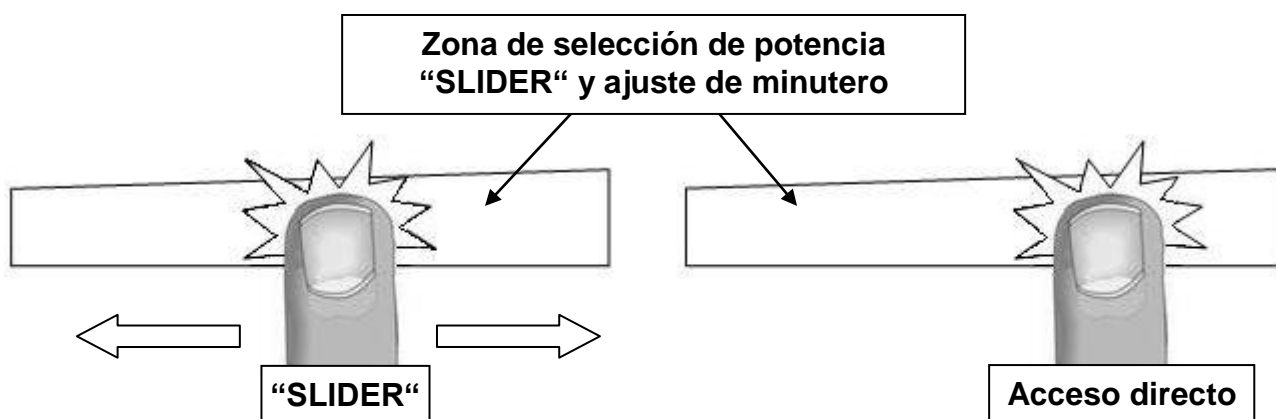 Zona de selección de potencia
“SLIDER“ y ajuste de minutero
“SLIDER“
Acceso directo